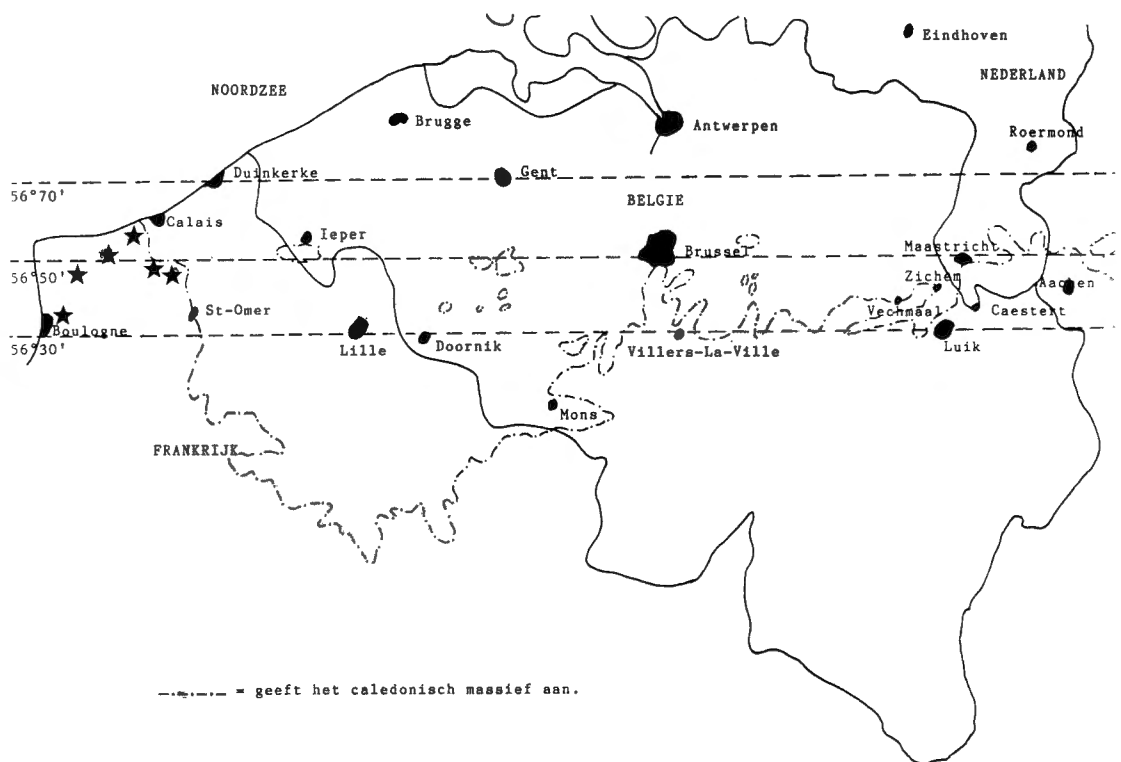 Eindhoven
NEDERLAND
NOORDZEE
Brugge
Antwerpen
Roermond
Duinkerke
Gent
56°70'
BELGIE
Calais
Ieper
Brussel
Maastricht
56°50'
Zichem
Aachen
St-Omer
Vechmaal
Caestert
Boulogne
56°30'
Lille
Doornik
Villers-La-Ville
Luik
Mons
FRANKRIJK
= geeft het caledonisch massief aan.